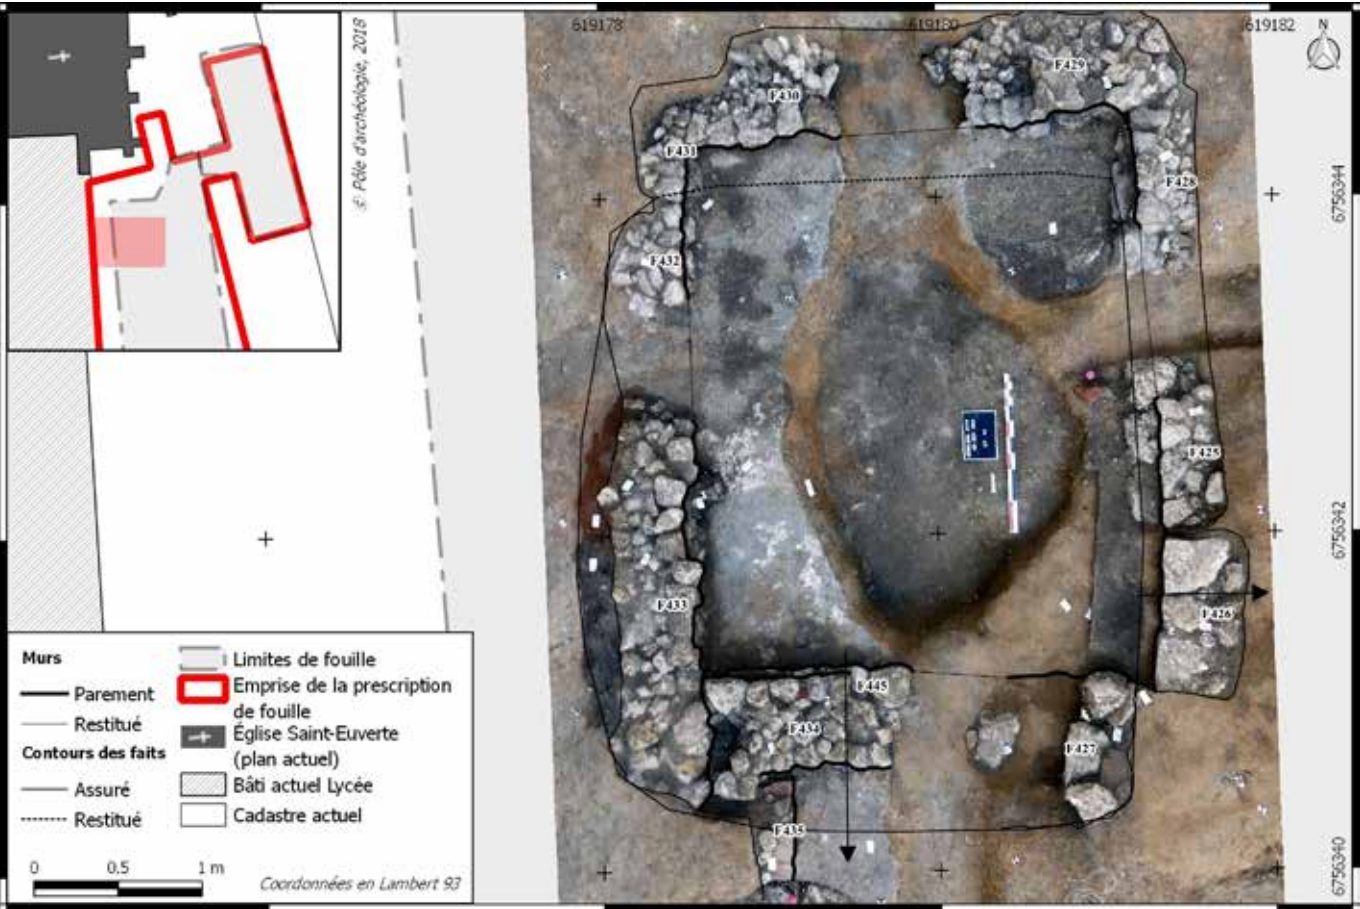 619178
619180
619182
N
© Pôle d'archéologie, 2018
F429
F430
F431
F428
6756344
F432
F425
6756342
F433
F426
Murs
Parement
Restitué
Contours des faits
Assuré
Restitué
Limites de fouille
Emprise de la prescription
de fouille
Église Saint-Euverte
(plan actuel)
Bâti actuel Lycée
Cadastre actuel
F445
F434
F427
F435
6756340
0 0,5 1 m
Coordonnées en Lambert 93